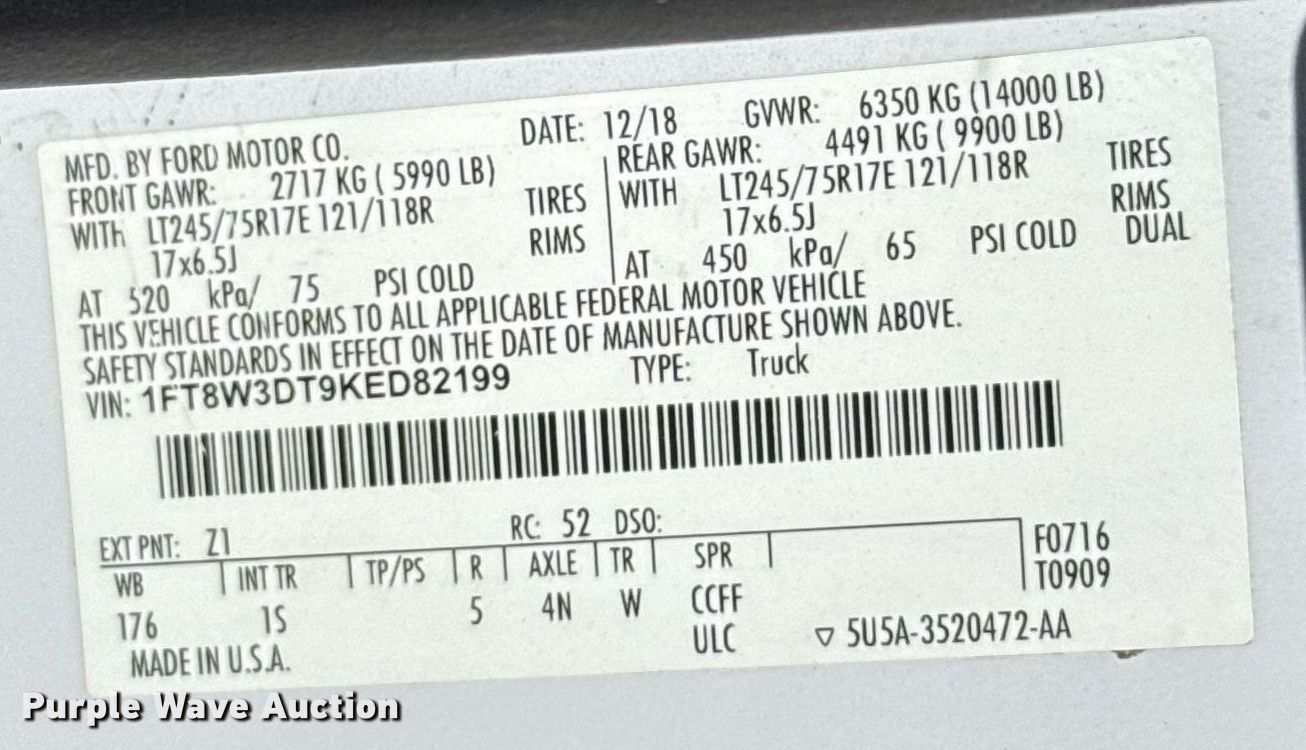 MFD. BY FORD MOTOR CO. DATE: 12/18 GVWR: 6350 KG (14000 LB)
FRONT GAWR: 2717 KG ( 5990 LB) REAR GAWR: 4491 KG ( 9900 LB)
WITH LT245/75R17E 121/118R TIRES WITH LT245/75R17E 121/118R TIRES
17x6.5J RIMS 17x6.5J RIMS
AT 520 kPa/ 75 PSI COLD AT 450 kPa/ 65 PSI COLD DUAL
THIS VEHICLE CONFORMS TO ALL APPLICABLE FEDERAL MOTOR VEHICLE
SAFETY STANDARDS IN EFFECT ON THE DATE OF MANUFACTURE SHOWN ABOVE.
VIN: 1FT8W3DT9KED82199 TYPE: Truck
EXT PNT: Z1 RC: 52 DSO:
WB INT TR TP/PS R AXLE TR SPR F0716
176 1S 5 4N W CCFF T0909
ULC ▽ 5U5A-3520472-AA
MADE IN U.S.A.
Purple Wave Auction